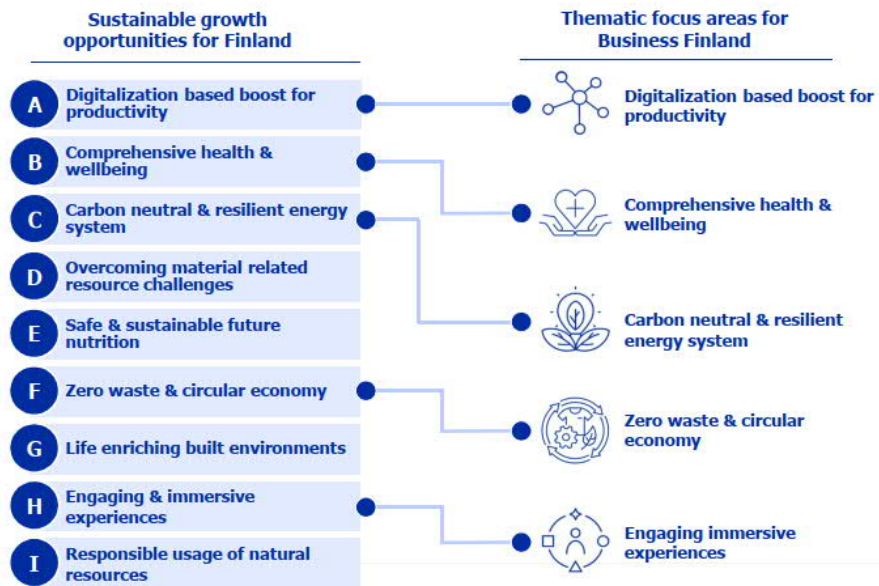 Sustainable growth
opportunities for Finland
A
Digitalization based boost for
productivity
B
Comprehensive health &
wellbeing
C
Carbon neutral & resilient energy
system
D
Overcoming material related
resource challenges
E
Safe & sustainable future
nutrition
F
Zero waste & circular economy
G
Life enriching built environments
H
Engaging & immersive
experiences
I
Responsible usage of natural
resources
Thematic focus areas for
Business Finland
Digitalization based boost for
productivity
Comprehensive health &
wellbeing
Carbon neutral & resilient
energy system
Zero waste & circular
economy
Engaging immersive
experiences